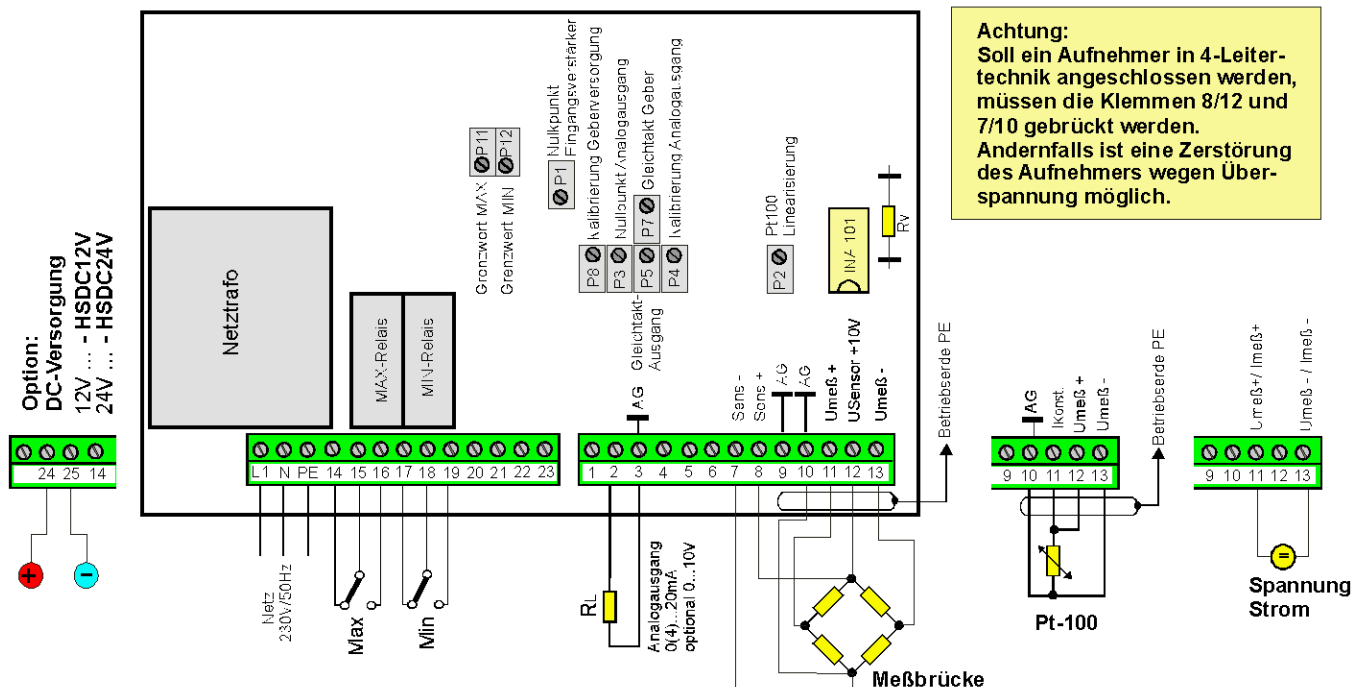 Achtung:
Soll ein Aufnehmer in 4-Leiter-
technik angeschlossen werden,
müssen die Klemmen 8/12 und
7/10 gebrückt werden.
Andernfalls ist eine Zerstörung
des Aufnehmers wegen Über-
spannung möglich.
Option:
DC-Versorgung
12V ... - HSDC12V
24V ... - HSDC24V
Netztrafo
MAX-Relais
MIN-Relais
Gronzwort MAX
P11
Grenzwert MIN
P12
P1
Nulkpunkt
Fingangsverstärker
P8
Kalibrierung Geberversorgung
P3
Nullpunkt Analogausgang
P5
P7
Gleichtakt Geber
P4
Kalibrierung Analogausgang
Gleichtakt-
Ausgang
P2
Pt100
Linearisierung
INA 101
Rv
AG
Sens -
Sons +
AG
AG
Umeß +
USensor +10V
Umeß -
Betriebserde PE
AG
Ikonst.
Umeß +
Umeß -
Betriebserde PE
Umeß+ / Imeß+
Umeß - / Imeß -
24 25 14
L1 N PE 14 15 16 17 18 19 20 21 22 23
1 2 3 4 5 6 7 8 9 10 11 12 13
9 10 11 12 13
9 10 11 12 13
+
−
Netz
230V/50Hz
Max
Min
RL
Analogausgang
0(4)...20mA
optional 0...10V
Meßbrücke
Pt-100
=
Spannung
Strom